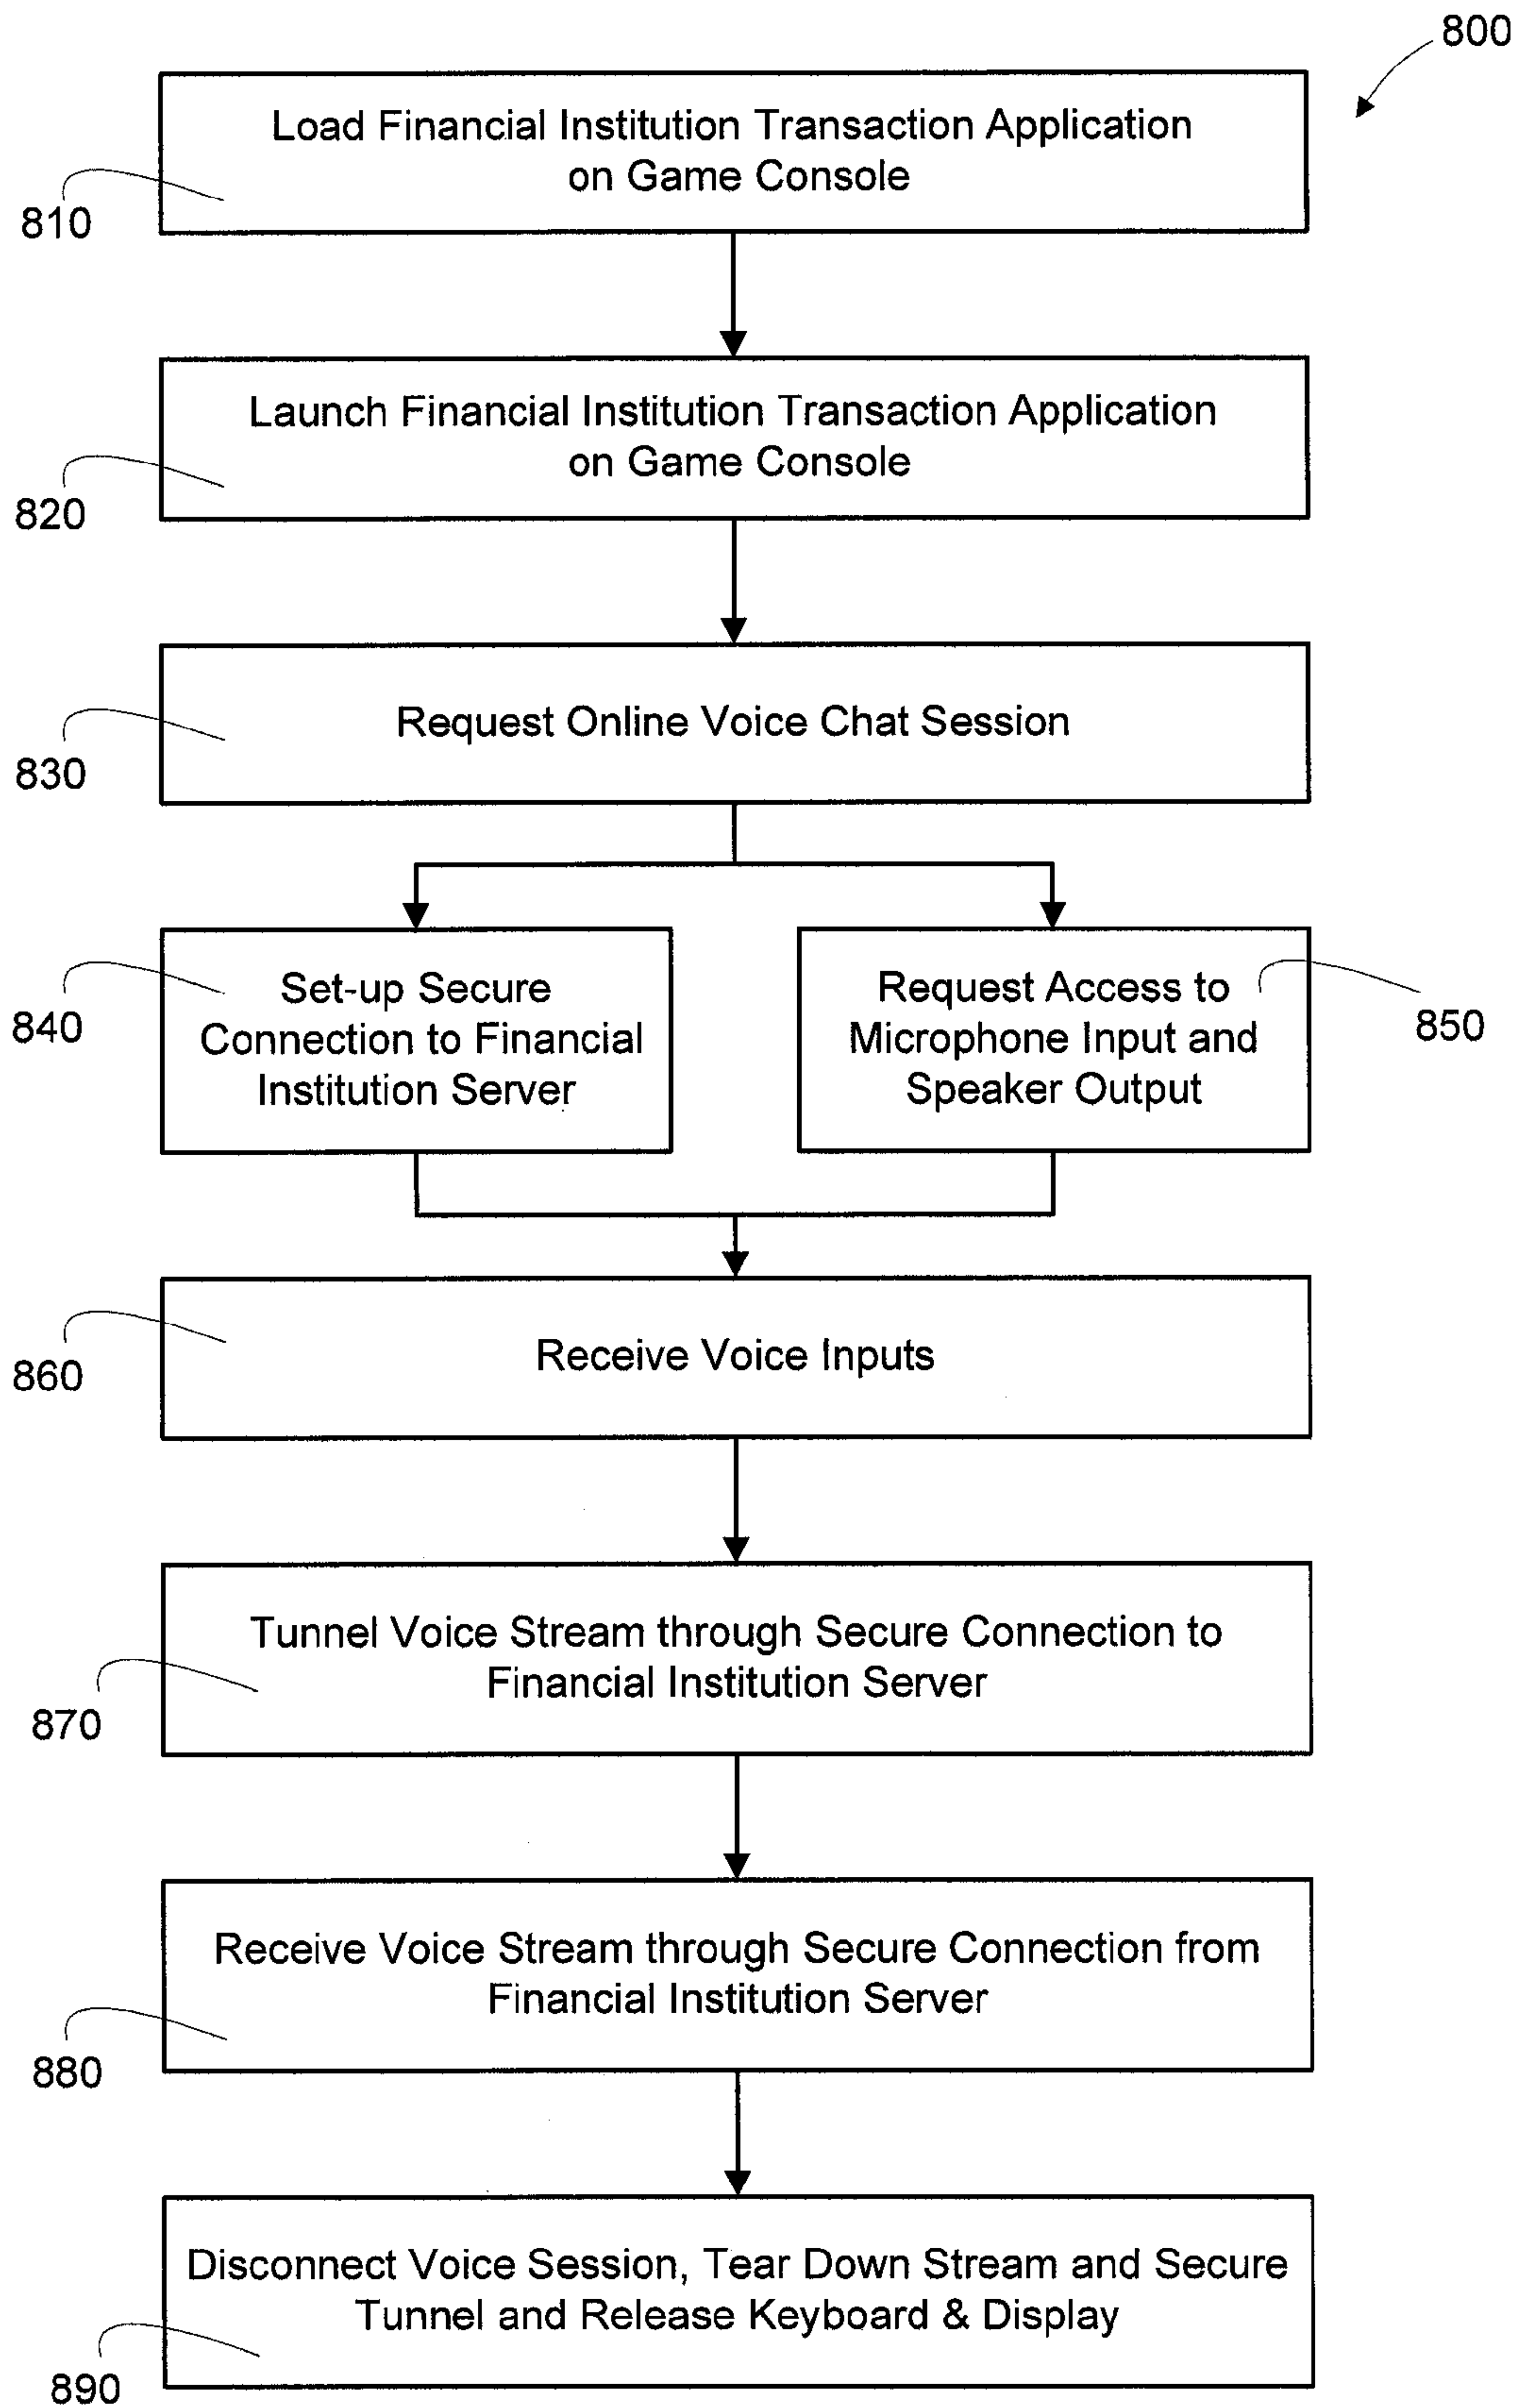 800
Load Financial Institution Transaction Application
on Game Console
810
Launch Financial Institution Transaction Application
on Game Console
820
Request Online Voice Chat Session
830
Set-up Secure
Connection to Financial
Institution Server
840
Request Access to
Microphone Input and
Speaker Output
850
Receive Voice Inputs
860
Tunnel Voice Stream through Secure Connection to
Financial Institution Server
870
Receive Voice Stream through Secure Connection from
Financial Institution Server
880
Disconnect Voice Session, Tear Down Stream and Secure
Tunnel and Release Keyboard & Display
890